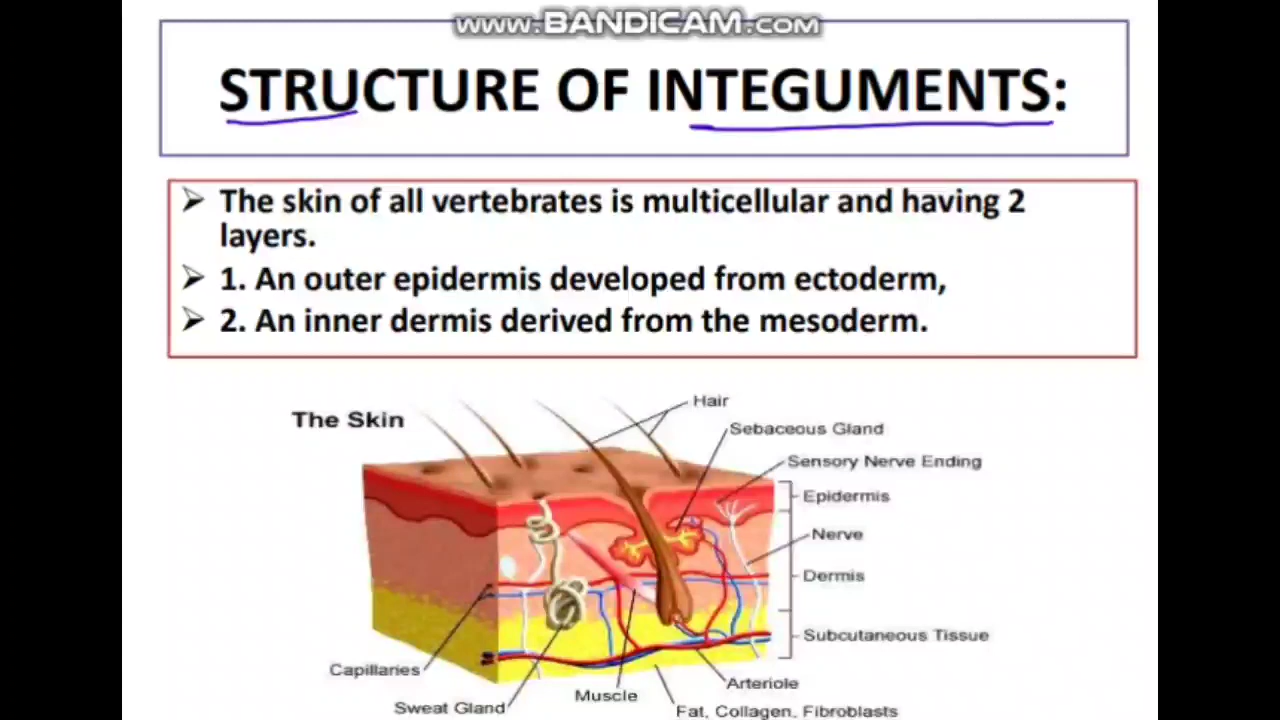 www.BANDICAM.com
STRUCTURE OF INTEGUMENTS:
➢ The skin of all vertebrates is multicellular and having 2
layers.
➢ 1. An outer epidermis developed from ectoderm,
➢ 2. An inner dermis derived from the mesoderm.
The Skin
Hair
Sebaceous Gland
Sensory Nerve Ending
Epidermis
Nerve
Dermis
Subcutaneous Tissue
Capillaries
Arteriole
Muscle
Sweat Gland
Fat, Collagen, Fibroblasts